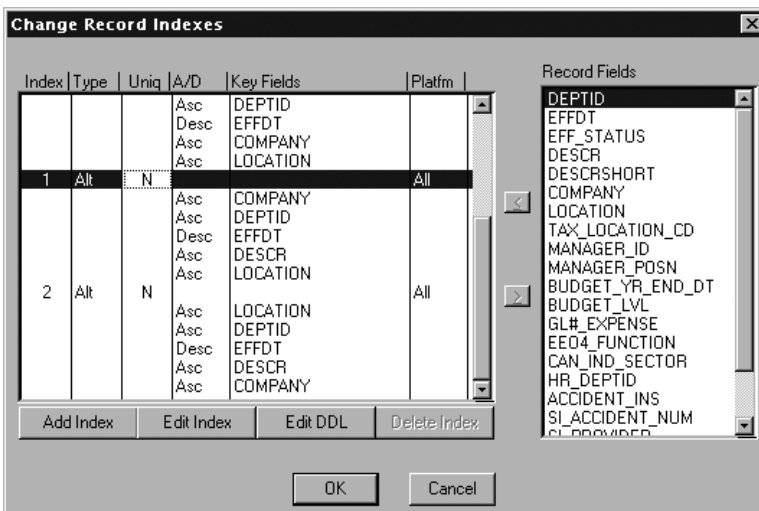 Change Record Indexes
Index Type Uniq A/D Key Fields Platfm
Asc DEPTID
Desc EFFDT
Asc COMPANY
Asc LOCATION
1 Alt N All
Asc COMPANY
Asc DEPTID
Desc EFFDT
Asc DESCR
Asc LOCATION
2 Alt N All
Asc LOCATION
Asc DEPTID
Desc EFFDT
Asc DESCR
Asc COMPANY
Add Index Edit Index Edit DDL Delete Index
<
>
Record Fields
DEPTID
EFFDT
EFF_STATUS
DESCR
DESCRSHORT
COMPANY
LOCATION
TAX_LOCATION_CD
MANAGER_ID
MANAGER_POSN
BUDGET_YR_END_DT
BUDGET_LVL
GL#_EXPENSE
EEO4_FUNCTION
CAN_IND_SECTOR
HR_DEPTID
ACCIDENT_INS
SI_ACCIDENT_NUM
OK Cancel